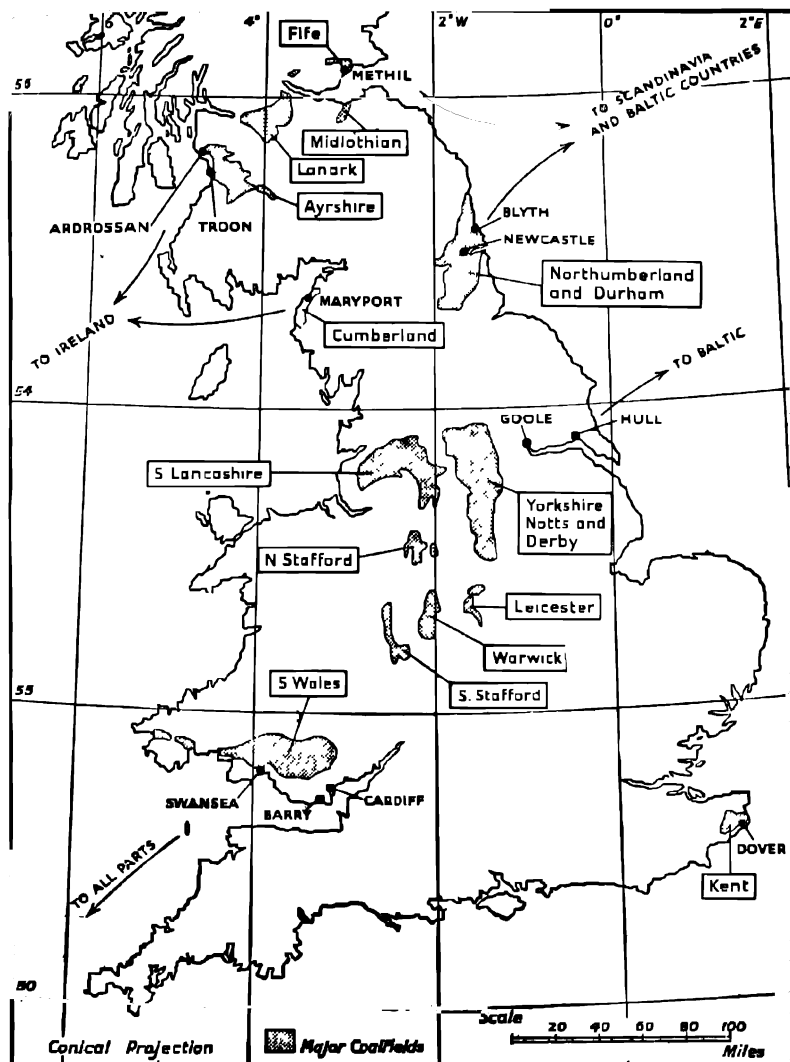 6
4°
2°W
0°
2°E
Fife
METHIL
TO SCANDINAVIA
AND BALTIC COUNTRIES
56
Midlothian
Lanark
Ayrshire
ARDROSSAN
TROON
BLYTH
NEWCASTLE
Northumberland
and Durham
MARYPORT
Cumberland
TO IRELAND
TO BALTIC
54
GOOLE
HULL
S Lancashire
Yorkshire
Notts and
Derby
N Stafford
Leicester
Warwick
S. Stafford
S Wales
55
SWANSEA
BARRY
CARDIFF
DOVER
Kent
TO ALL PARTS
50
Scale
20 40 60 80 100
Miles
Conical Projection
Major Coalfields